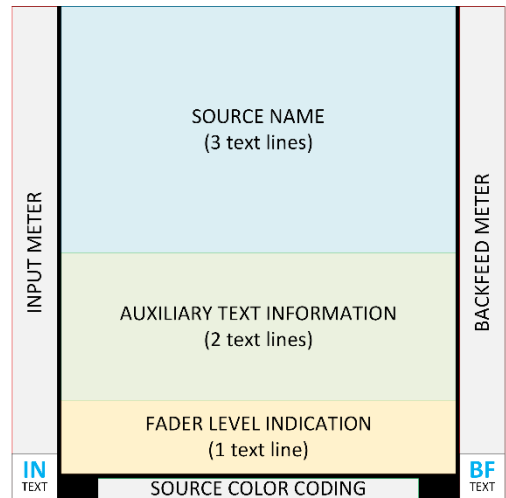 SOURCE NAME
(3 text lines)
INPUT METER
BACKFEED METER
AUXILIARY TEXT INFORMATION
(2 text lines)
FADER LEVEL INDICATION
(1 text line)
IN
TEXT
BF
TEXT
SOURCE COLOR CODING